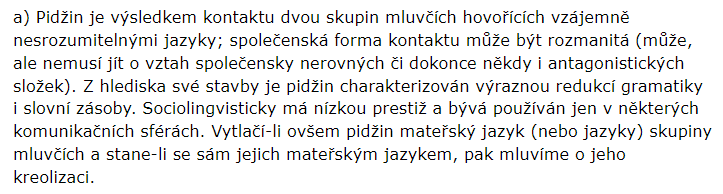 a) Pidžin je výsledkem kontaktu dvou skupin mluvčích hovořících vzájemně
nesrozumitelnými jazyky; společenská forma kontaktu může být rozmanitá (může,
ale nemusí jít o vztah společensky nerovných či dokonce někdy i antagonistických
složek). Z hlediska své stavby je pidžin charakterizován výraznou redukcí gramatiky
i slovní zásoby. Sociolingvisticky má nízkou prestiž a bývá používán jen v některých
komunikačních sférách. Vytlačí-li ovšem pidžin mateřský jazyk (nebo jazyky) skupiny
mluvčích a stane-li se sám jejich mateřským jazykem, pak mluvíme o jeho
kreolizaci.